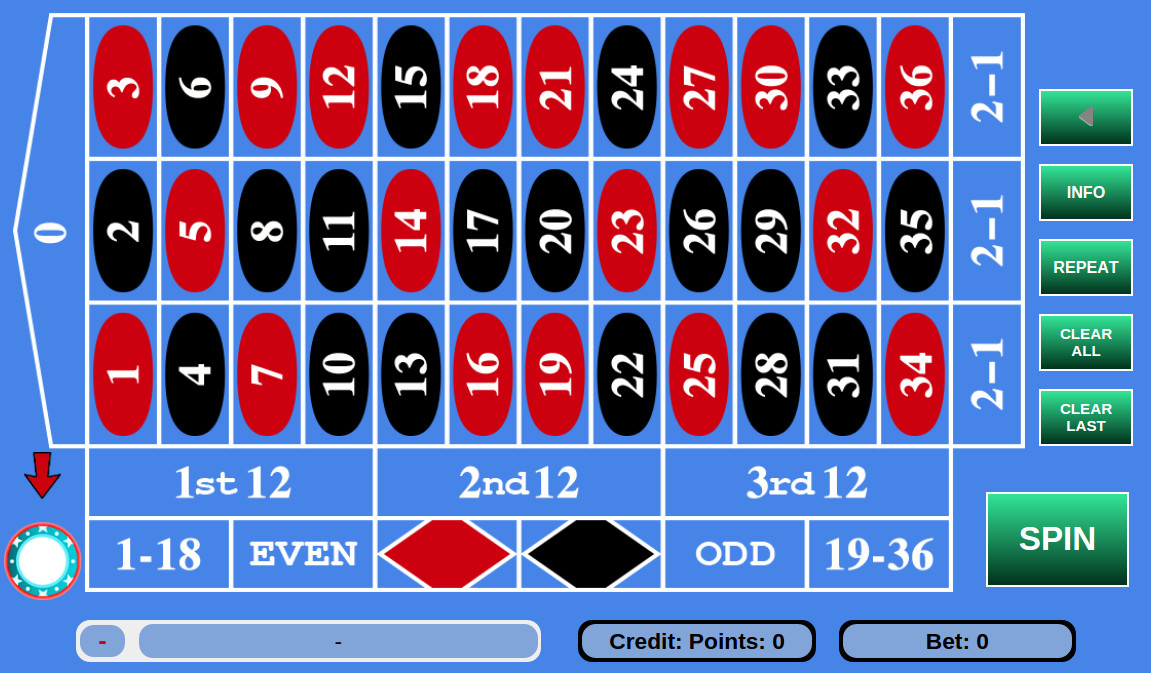 3 6 9 12 15 18 21 24 27 30 33 36 2-1
0 2 5 8 11 14 17 20 23 26 29 32 35 2-1
1 4 7 10 13 16 19 22 25 28 31 34 2-1
1st 12 2nd 12 3rd 12
1-18 EVEN ODD 19-36
INFO
REPEAT
CLEAR
ALL
CLEAR
LAST
SPIN
- - Credit: Points: 0 Bet: 0